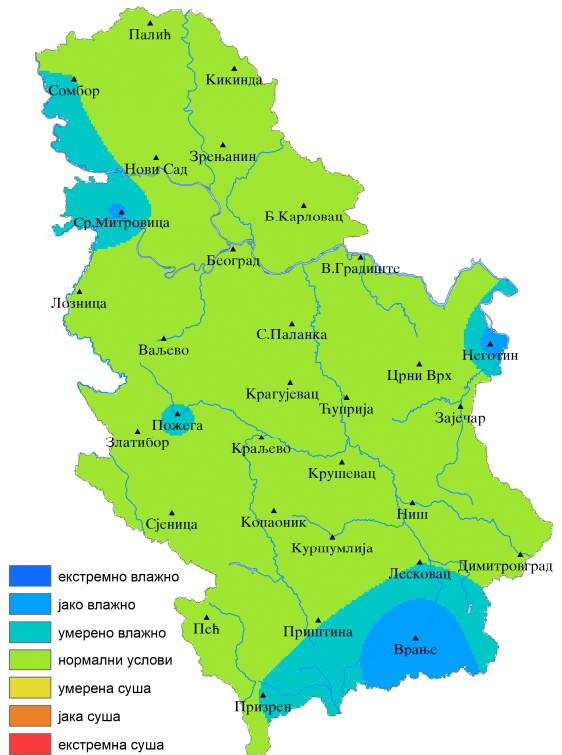 Палић
Кикинда
Сомбор
Зрењанин
Нови Сад
Б.Карловац
Ср.Митровица
Београд
В.Градиште
Лозница
С.Паланка
Ваљево
Неготин
Црни Врх
Крагујевац
Ћуприја
Зајечар
Пожега
Златибор
Краљево
Крушевац
Ниш
Сјеница
Копаоник
Куршумлија
Димитровград
Лесковац
Пећ
Приштина
Врање
Призрен
екстремно влажно
јако влажно
умерено влажно
нормални услови
умерена суша
јака суша
екстремна суша